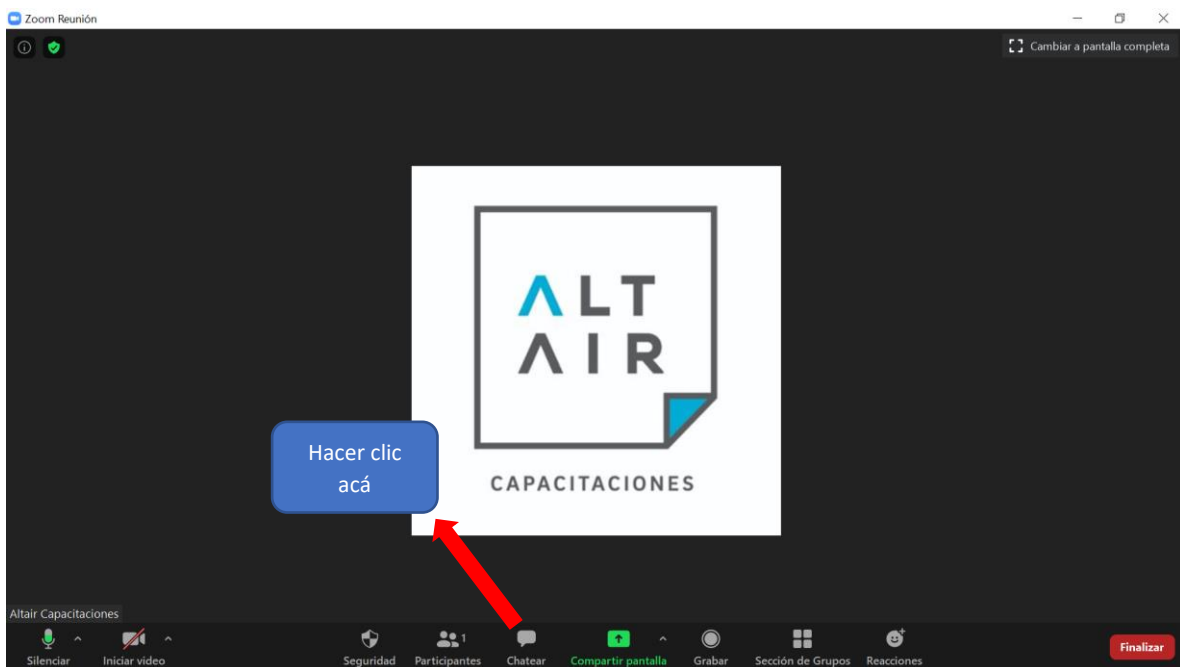 Zoom Reunión
Cambiar a pantalla completa
ALT
AIR
CAPACITACIONES
Hacer clic
acá
Altair Capacitaciones
1
Silenciar Iniciar video Seguridad Participantes Chatear Compartir pantalla Grabar Sección de Grupos Reacciones Finalizar